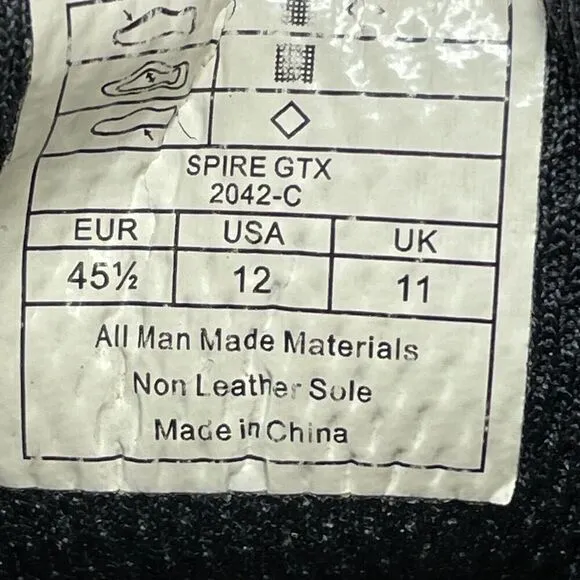 SPIRE GTX
2042-C
EUR USA UK
45½ 12 11
All Man Made Materials
Non Leather Sole
Made in China